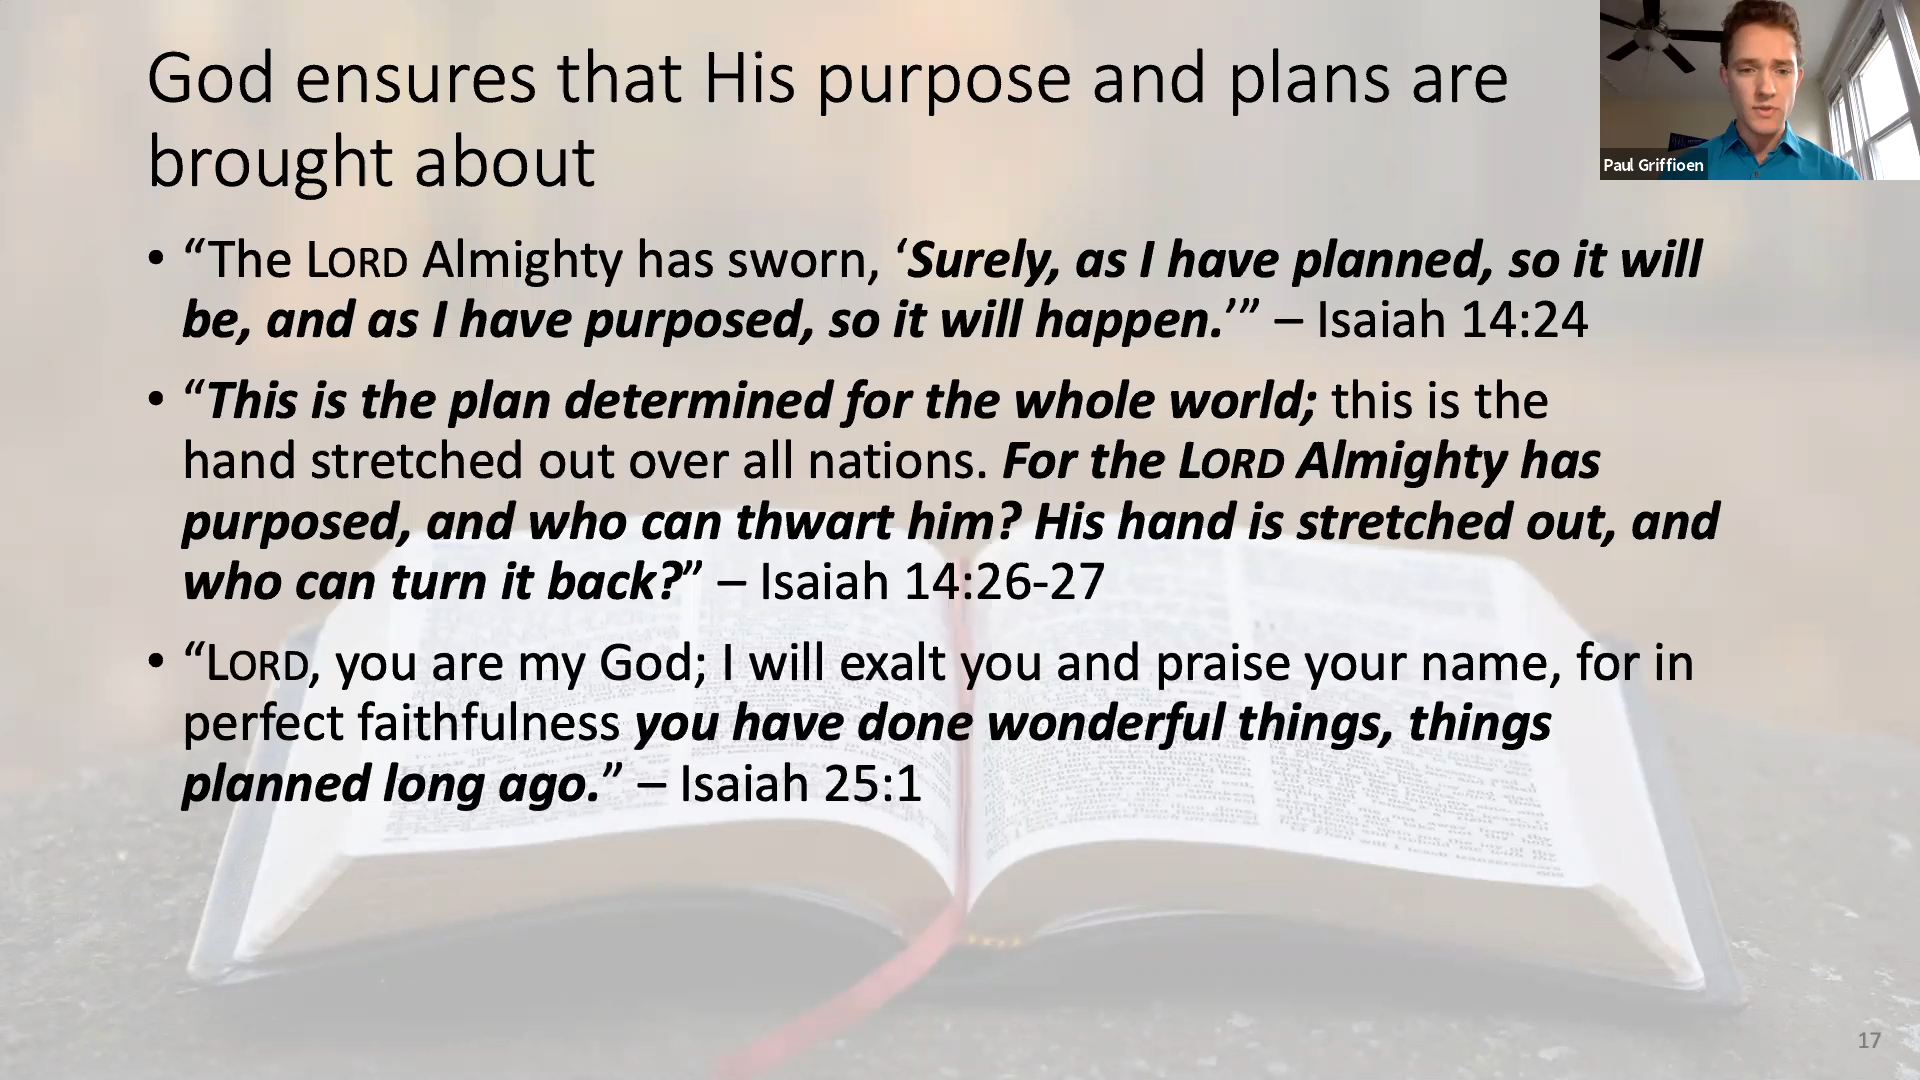 God ensures that His purpose and plans are
brought about
Paul Griffioen
• “The LORD Almighty has sworn, ‘Surely, as I have planned, so it will
be, and as I have purposed, so it will happen.’” – Isaiah 14:24
• “This is the plan determined for the whole world; this is the
hand stretched out over all nations. For the LORD Almighty has
purposed, and who can thwart him? His hand is stretched out, and
who can turn it back?” – Isaiah 14:26-27
• “LORD, you are my God; I will exalt you and praise your name, for in
perfect faithfulness you have done wonderful things, things
planned long ago.” – Isaiah 25:1
17